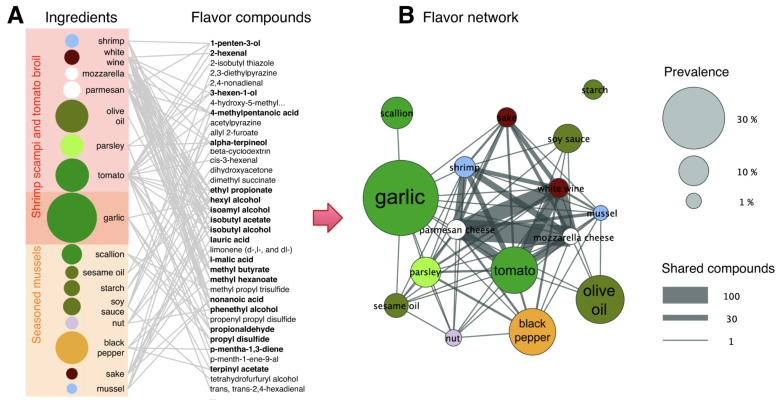 A Ingredients Flavor compounds
Shrimp scampi and tomato broil
Seasoned mussels
shrimp
white
wine
mozzarella
parmesan
olive
oil
parsley
tomato
garlic
scallion
sesame oil
starch
soy
sauce
nut
black
pepper
sake
mussel
1-penten-3-ol
2-hexenal
2-isobutyl thiazole
2,3-diethylpyrazine
2,4-nonadienal
3-hexen-1-ol
4-hydroxy-5-methyl...
4-methylpentanoic acid
acetylpyrazine
allyl 2-furoate
alpha-terpineol
beta-cyclodextrin
cis-3-hexenal
dihydroxyacetone
dimethyl succinate
ethyl propionate
hexyl alcohol
isoamyl alcohol
isobutyl acetate
isobutyl alcohol
lauric acid
limonene (d-,l-, and dl-)
l-malic acid
methyl butyrate
methyl hexanoate
methyl propyl trisulfide
nonanoic acid
phenethyl alcohol
propenyl propyl disulfide
propionaldehyde
propyl disulfide
p-mentha-1,3-diene
p-menth-1-ene-9-al
terpinyl acetate
tetrahydrofurfuryl alcohol
trans, trans-2,4-hexadienal
...
B Flavor network
starch
scallion
sake
soy sauce
shrimp
garlic
white wine
mussel
parmesan cheese
mozzarella cheese
parsley
tomato
sesame oil
olive
oil
black
pepper
nut
Prevalence
30 %
10 %
1 %
Shared compounds
100
30
1